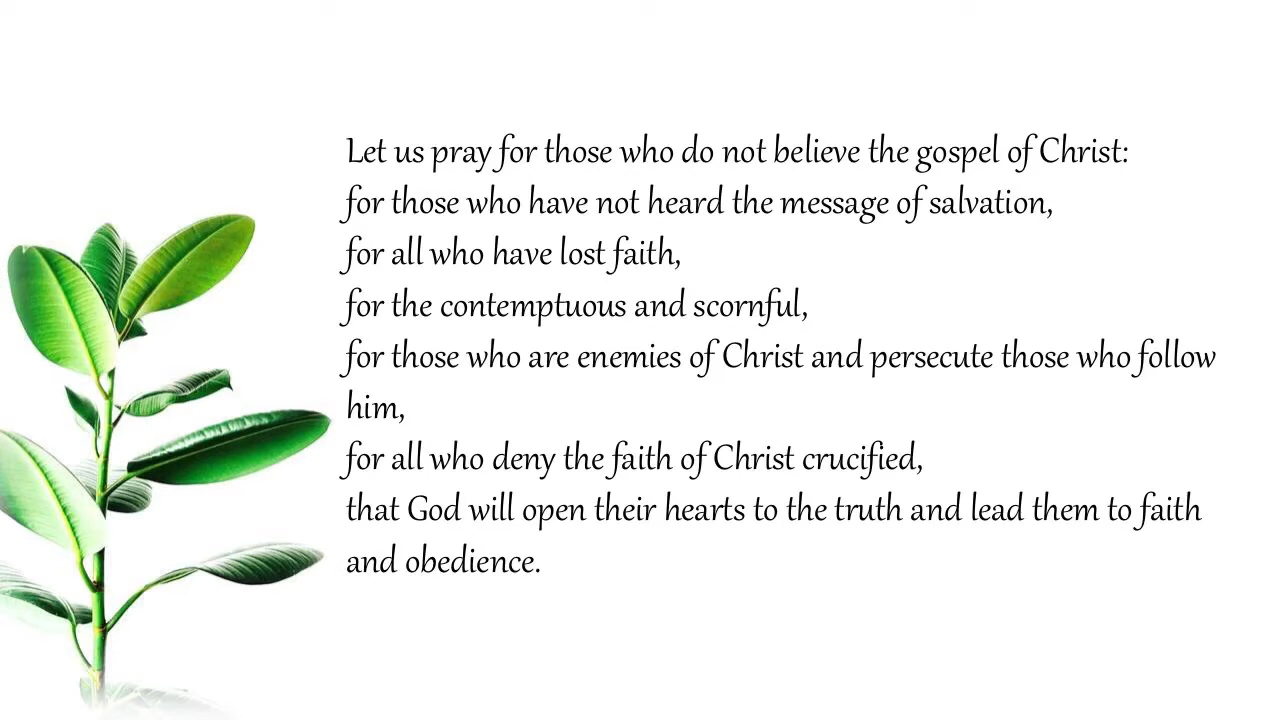 Let us pray for those who do not believe the gospel of Christ:
for those who have not heard the message of salvation,
for all who have lost faith,
for the contemptuous and scornful,
for those who are enemies of Christ and persecute those who follow
him,
for all who deny the faith of Christ crucified,
that God will open their hearts to the truth and lead them to faith
and obedience.